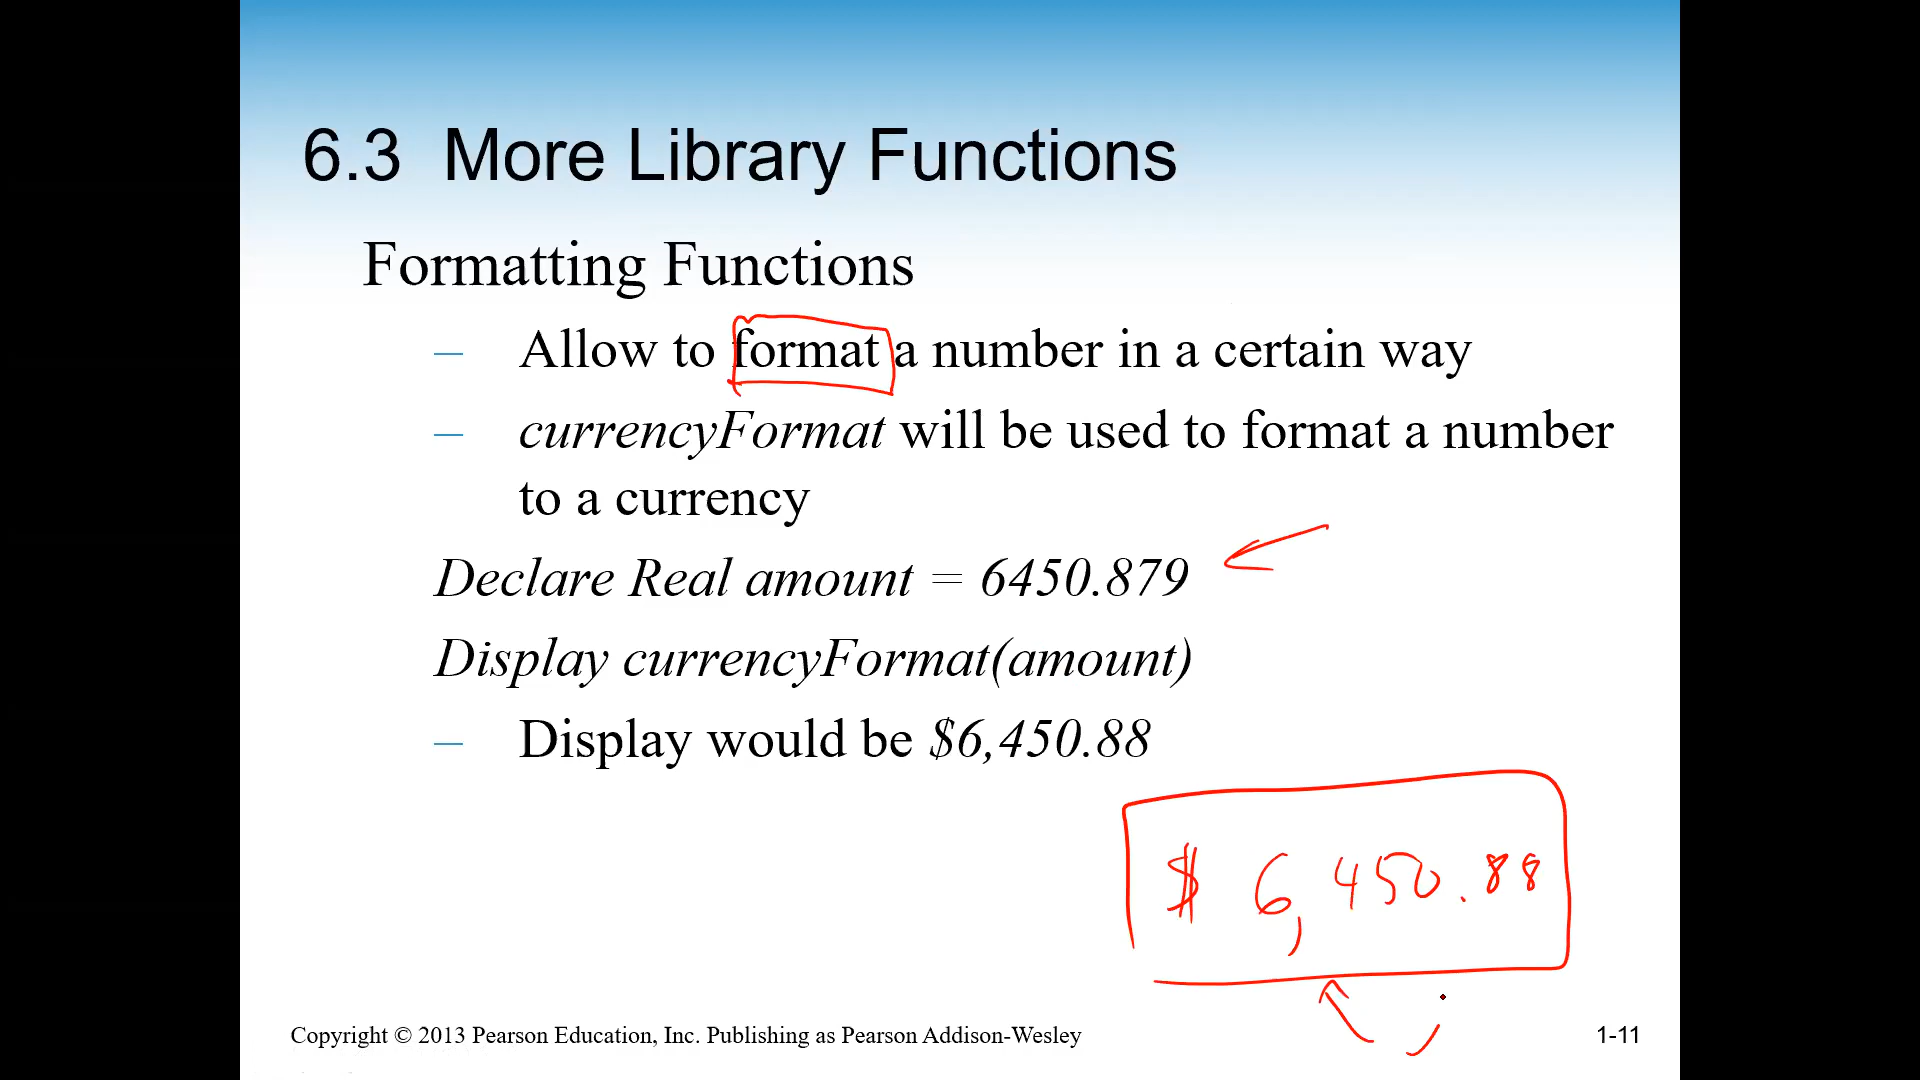 6.3 More Library Functions
Formatting Functions
– Allow to format a number in a certain way
– currencyFormat will be used to format a number
to a currency
Declare Real amount = 6450.879
Display currencyFormat(amount)
– Display would be $6,450.88
$ 6,450.88
Copyright © 2013 Pearson Education, Inc. Publishing as Pearson Addison-Wesley
1-11